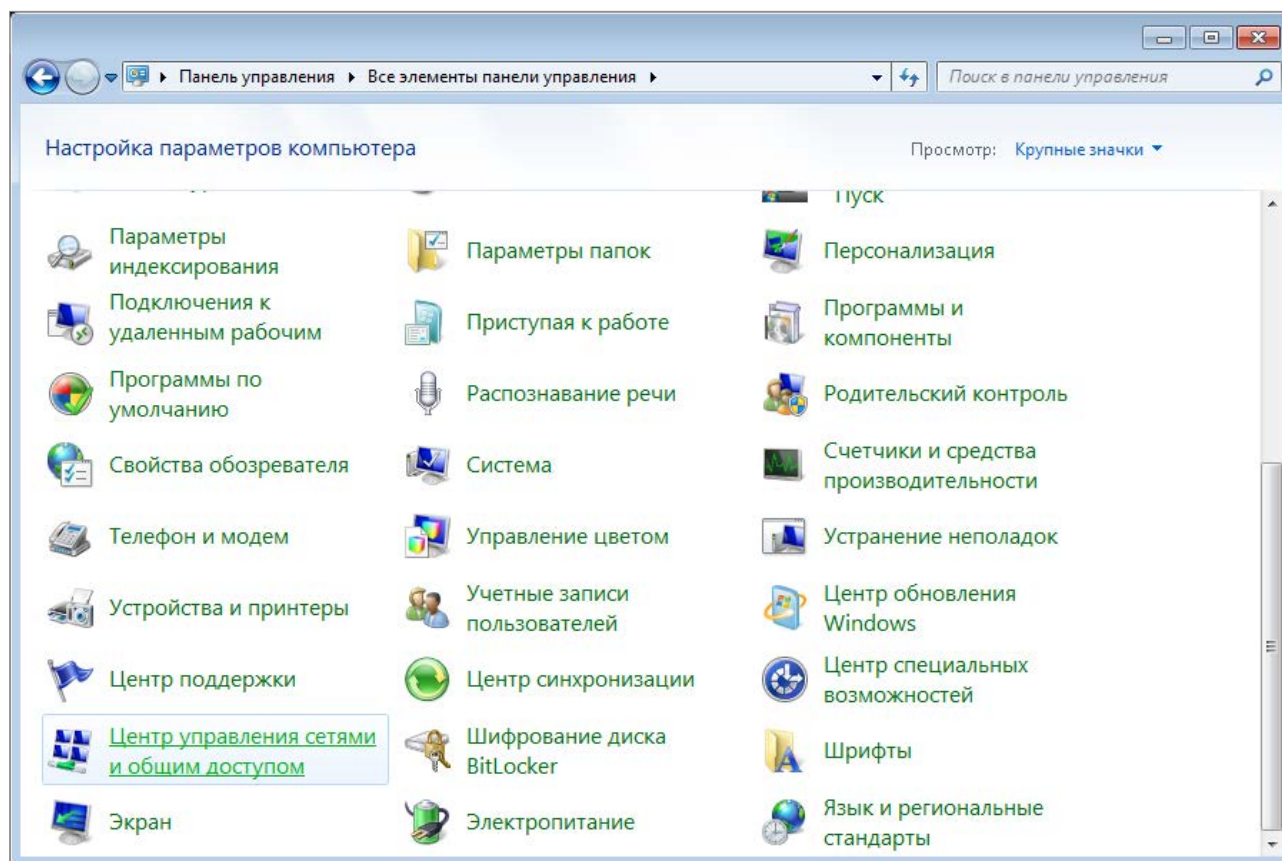 Панель управления ▸ Все элементы панели управления ▸
Поиск в панели управления
Настройка параметров компьютера
Просмотр: Крупные значки
Пуск
Параметры
индексирования
Параметры папок
Персонализация
Подключения к
удаленным рабочим
Приступая к работе
Программы и
компоненты
Программы по
умолчанию
Распознавание речи
Родительский контроль
Свойства обозревателя
Система
Счетчики и средства
производительности
Телефон и модем
Управление цветом
Устранение неполадок
Устройства и принтеры
Учетные записи
пользователей
Центр обновления
Windows
Центр поддержки
Центр синхронизации
Центр специальных
возможностей
Центр управления сетями
и общим доступом
Шифрование диска
BitLocker
Шрифты
Экран
Электропитание
Язык и региональные
стандарты